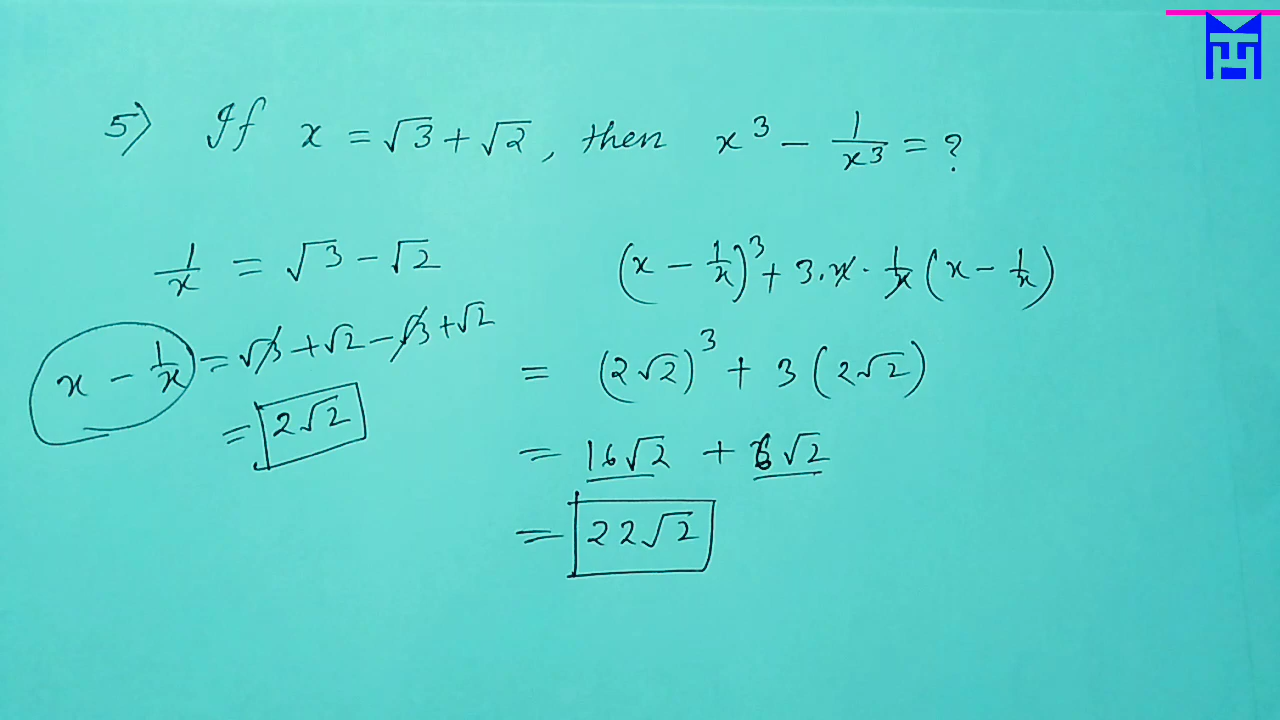 5) If x = √3 + √2, then x³ - 1/x³ = ?
1/x = √3 - √2
x - 1/x = √3 + √2 - √3 + √2
= 2√2
(x - 1/x)³ + 3.x.1/x (x - 1/x)
= (2√2)³ + 3(2√2)
= 16√2 + 6√2
= 22√2